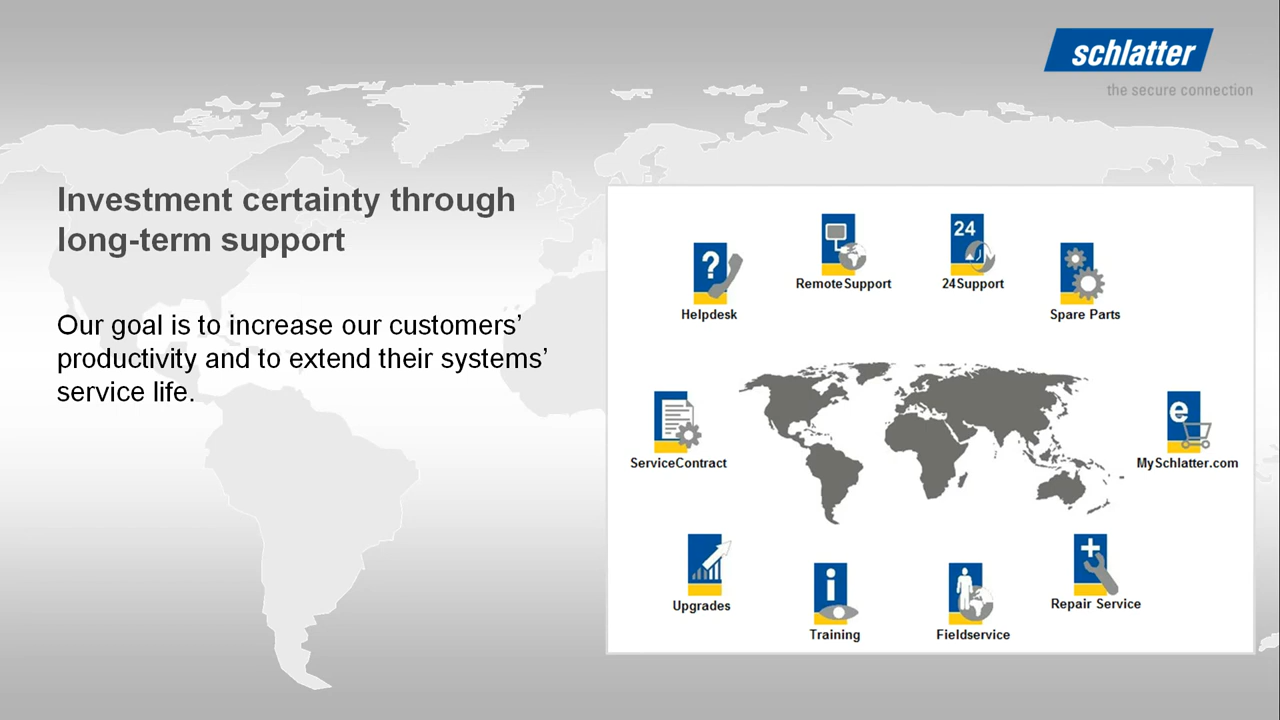 schlatter
the secure connection
Investment certainty through
long-term support
Our goal is to increase our customers’
productivity and to extend their systems’
service life.
?
Helpdesk
RemoteSupport
24
24Support
Spare Parts
ServiceContract
e
MySchlatter.com
Upgrades
i
Training
Fieldservice
+
Repair Service